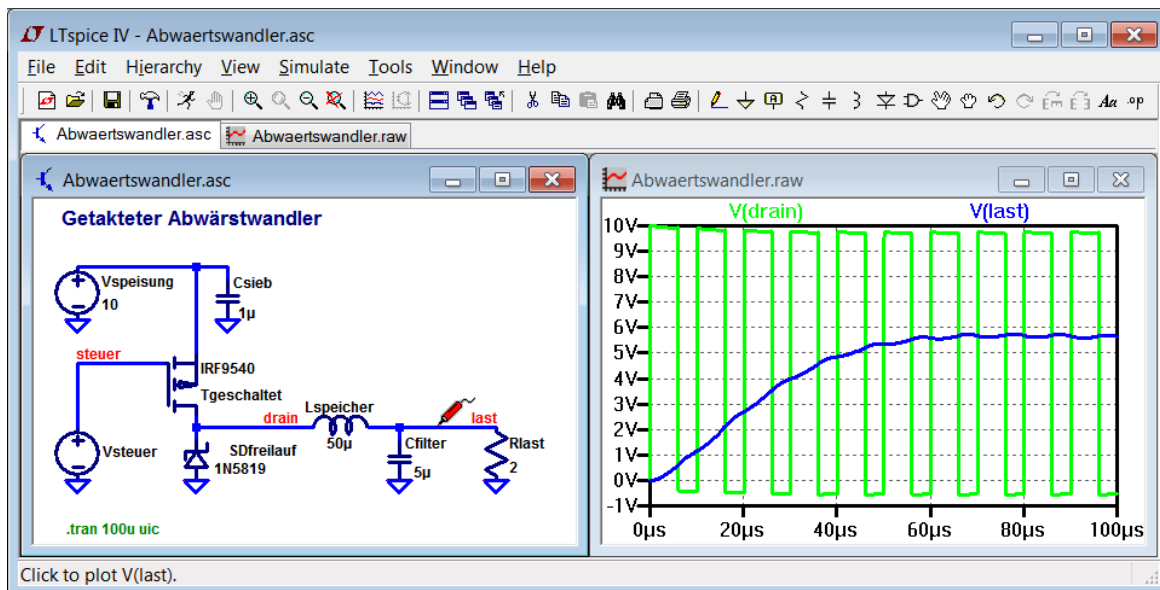 LTspice IV - Abwaertswandler.asc
File Edit Hierarchy View Simulate Tools Window Help
Aa .op
Abwaertswandler.asc Abwaertswandler.raw
Abwaertswandler.asc
Getakteter Abwärstwandler
Vspeisung
10
Csieb
1µ
steuer
IRF9540
Tgeschaltet
drain
Lspeicher
50µ
last
Cfilter
5µ
Rlast
2
Vsteuer
SDfreilauf
1N5819
.tran 100u uic
Abwaertswandler.raw
V(drain) V(last)
10V
9V
8V
7V
6V
5V
4V
3V
2V
1V
0V
-1V
0µs 20µs 40µs 60µs 80µs 100µs
Click to plot V(last).